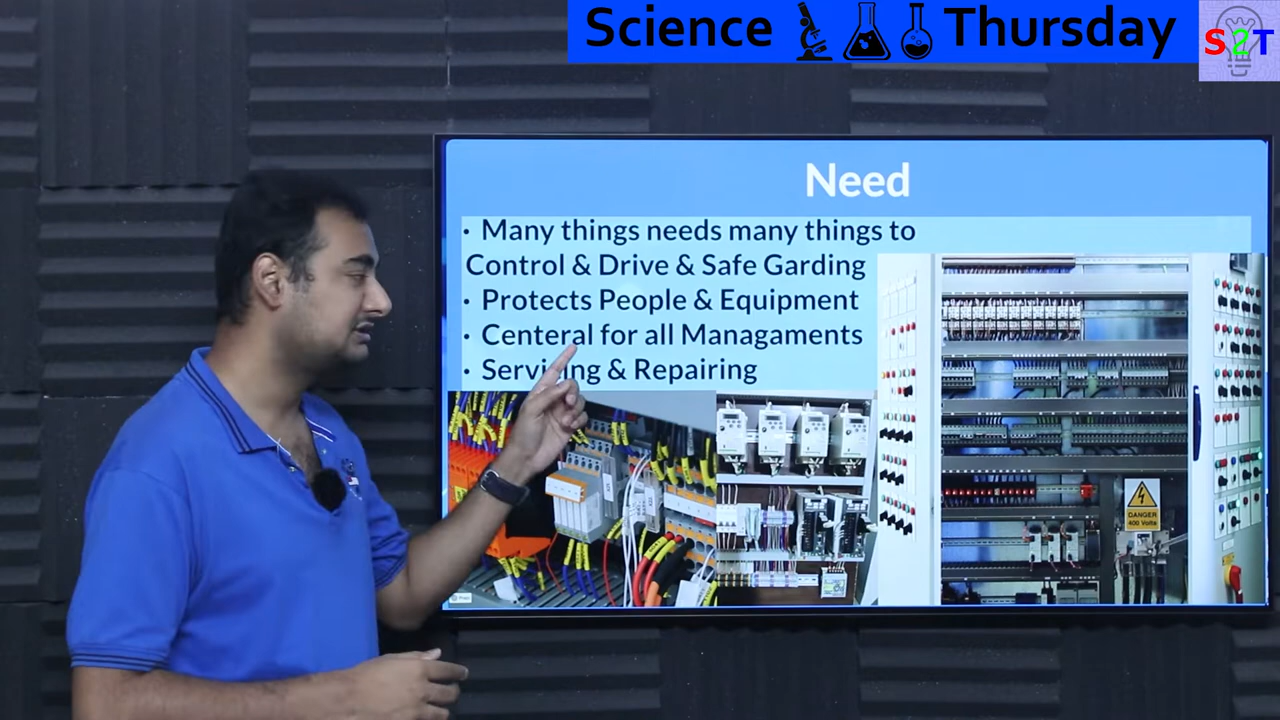 Science Thursday
S2T
Need
· Many things needs many things to
Control & Drive & Safe Garding
· Protects People & Equipment
· Centeral for all Managaments
· Servicing & Repairing
DANGER
400 Volts